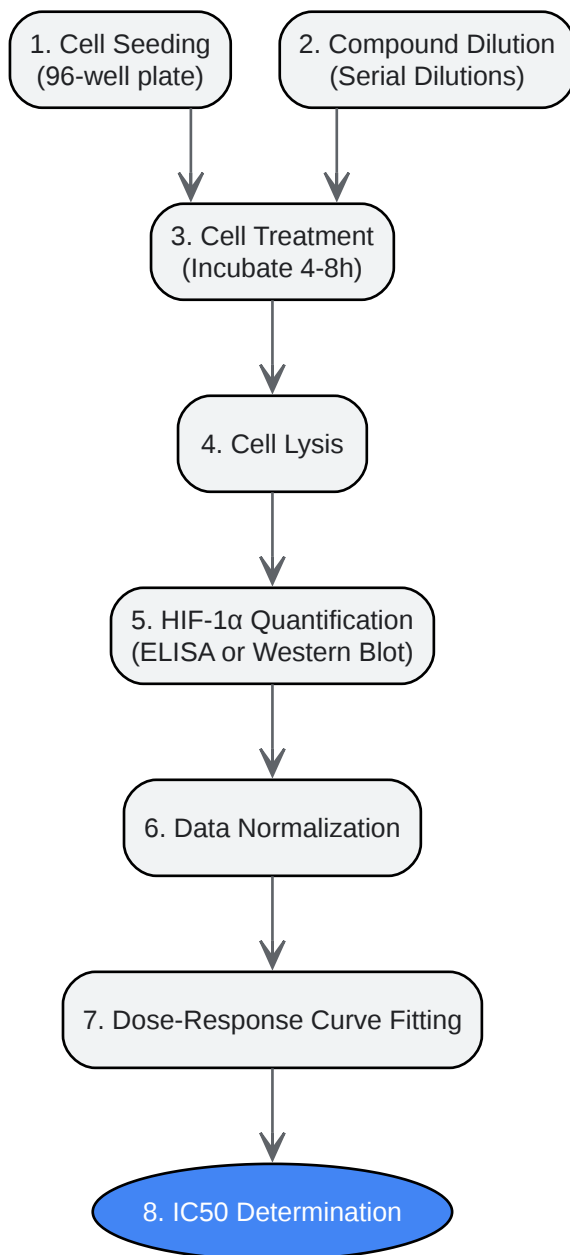 1. Cell Seeding
(96-well plate)
2. Compound Dilution
(Serial Dilutions)
3. Cell Treatment
(Incubate 4-8h)
4. Cell Lysis
5. HIF-1α Quantification
(ELISA or Western Blot)
6. Data Normalization
7. Dose-Response Curve Fitting
8. IC50 Determination